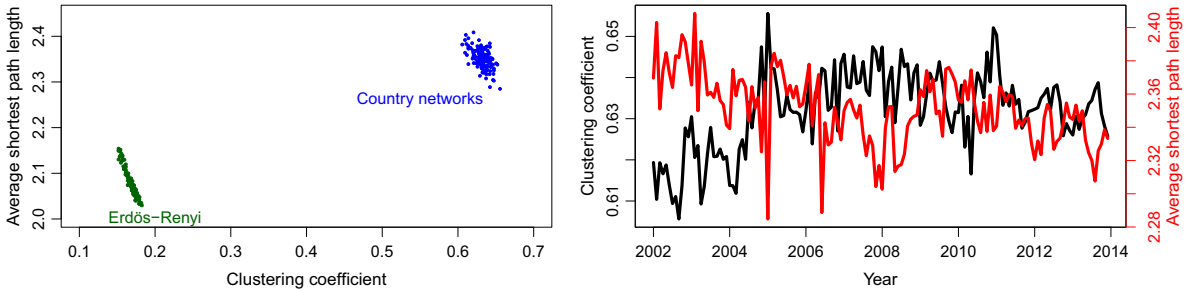 Average shortest path length
2.4
2.3
2.2
2.1
2.0
Country networks
Erdös−Renyi
0.1 0.2 0.3 0.4 0.5 0.6 0.7
Clustering coefficient
Clustering coefficient
0.65
0.63
0.61
2.40
2.36
2.32
2.28
Average shortest path length
2002 2004 2006 2008 2010 2012 2014
Year